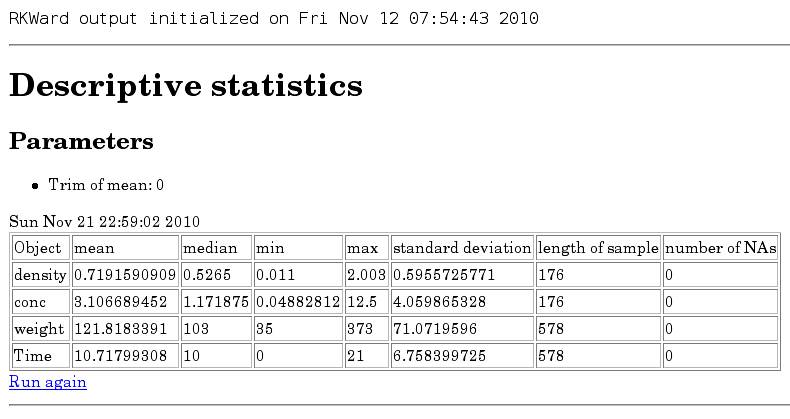 RKWard output initialized on Fri Nov 12 07:54:43 2010
Descriptive statistics
Parameters
• Trim of mean: 0
Sun Nov 21 22:59:02 2010
Object mean median min max standard deviation length of sample number of NAs
density 0.7191590909 0.5265 0.011 2.003 0.5955725771 176 0
conc 3.106689452 1.171875 0.04882812 12.5 4.059865328 176 0
weight 121.8183391 103 35 373 71.0719596 578 0
Time 10.71799308 10 0 21 6.758399725 578 0
Run again